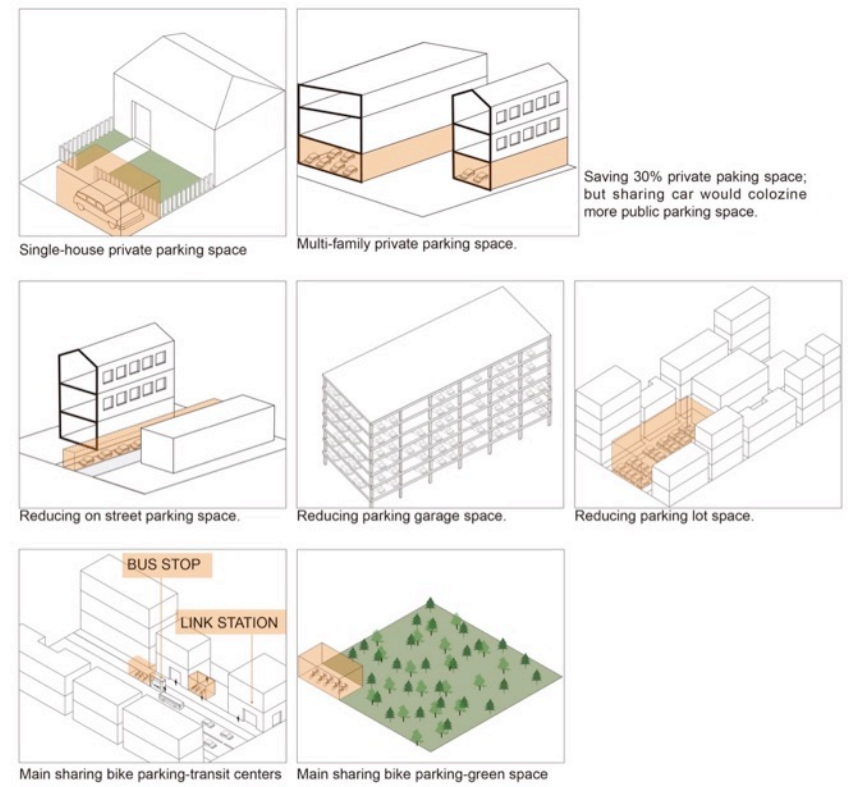 Single-house private parking space
Multi-family private parking space.
Saving 30% private paking space;
but sharing car would colozine
more public parking space.
Reducing on street parking space.
Reducing parking garage space.
Reducing parking lot space.
BUS STOP
LINK STATION
Main sharing bike parking-transit centers
Main sharing bike parking-green space